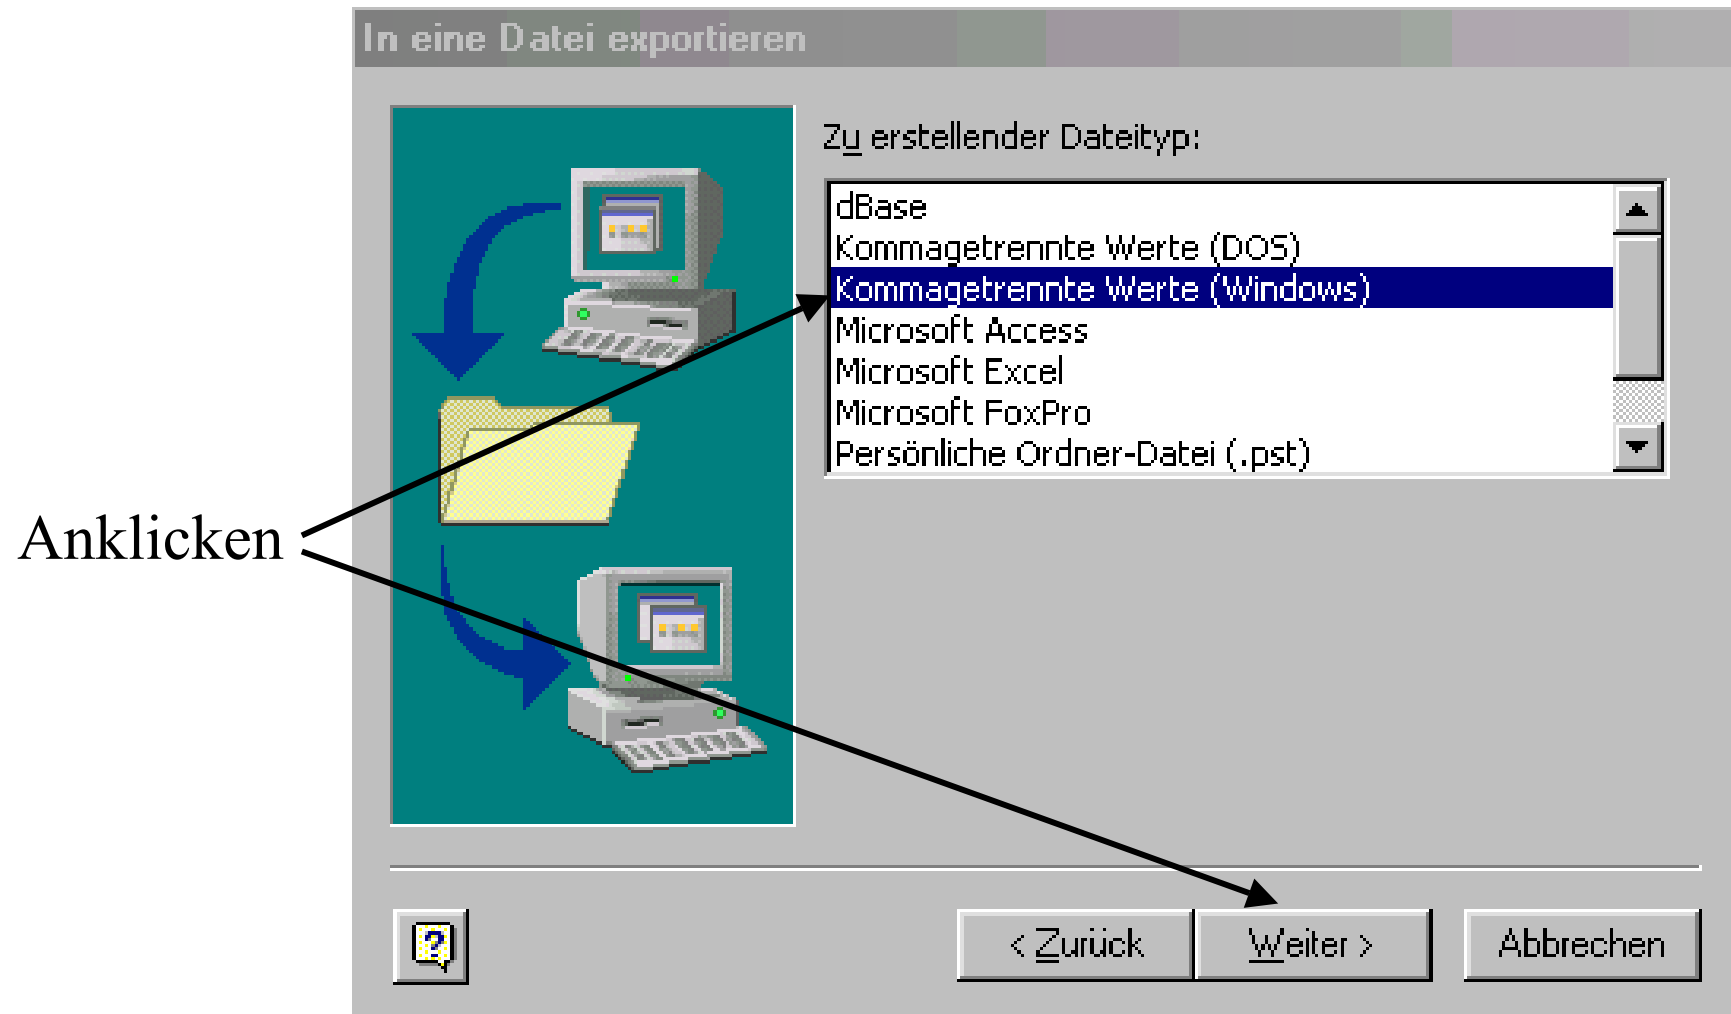 In eine Datei exportieren
Zu erstellender Dateityp:
dBase
Kommagetrennte Werte (DOS)
Kommagetrennte Werte (Windows)
Microsoft Access
Microsoft Excel
Microsoft FoxPro
Persönliche Ordner-Datei (.pst)
Anklicken
?
< Zurück
Weiter >
Abbrechen